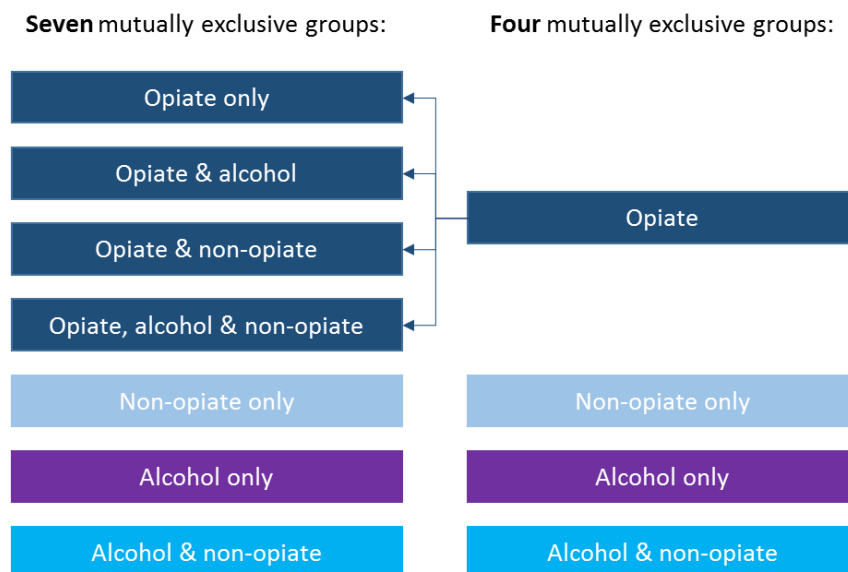 Seven mutually exclusive groups:
Four mutually exclusive groups:
Opiate only
Opiate & alcohol
Opiate & non-opiate
Opiate, alcohol & non-opiate
Opiate
Non-opiate only
Non-opiate only
Alcohol only
Alcohol only
Alcohol & non-opiate
Alcohol & non-opiate